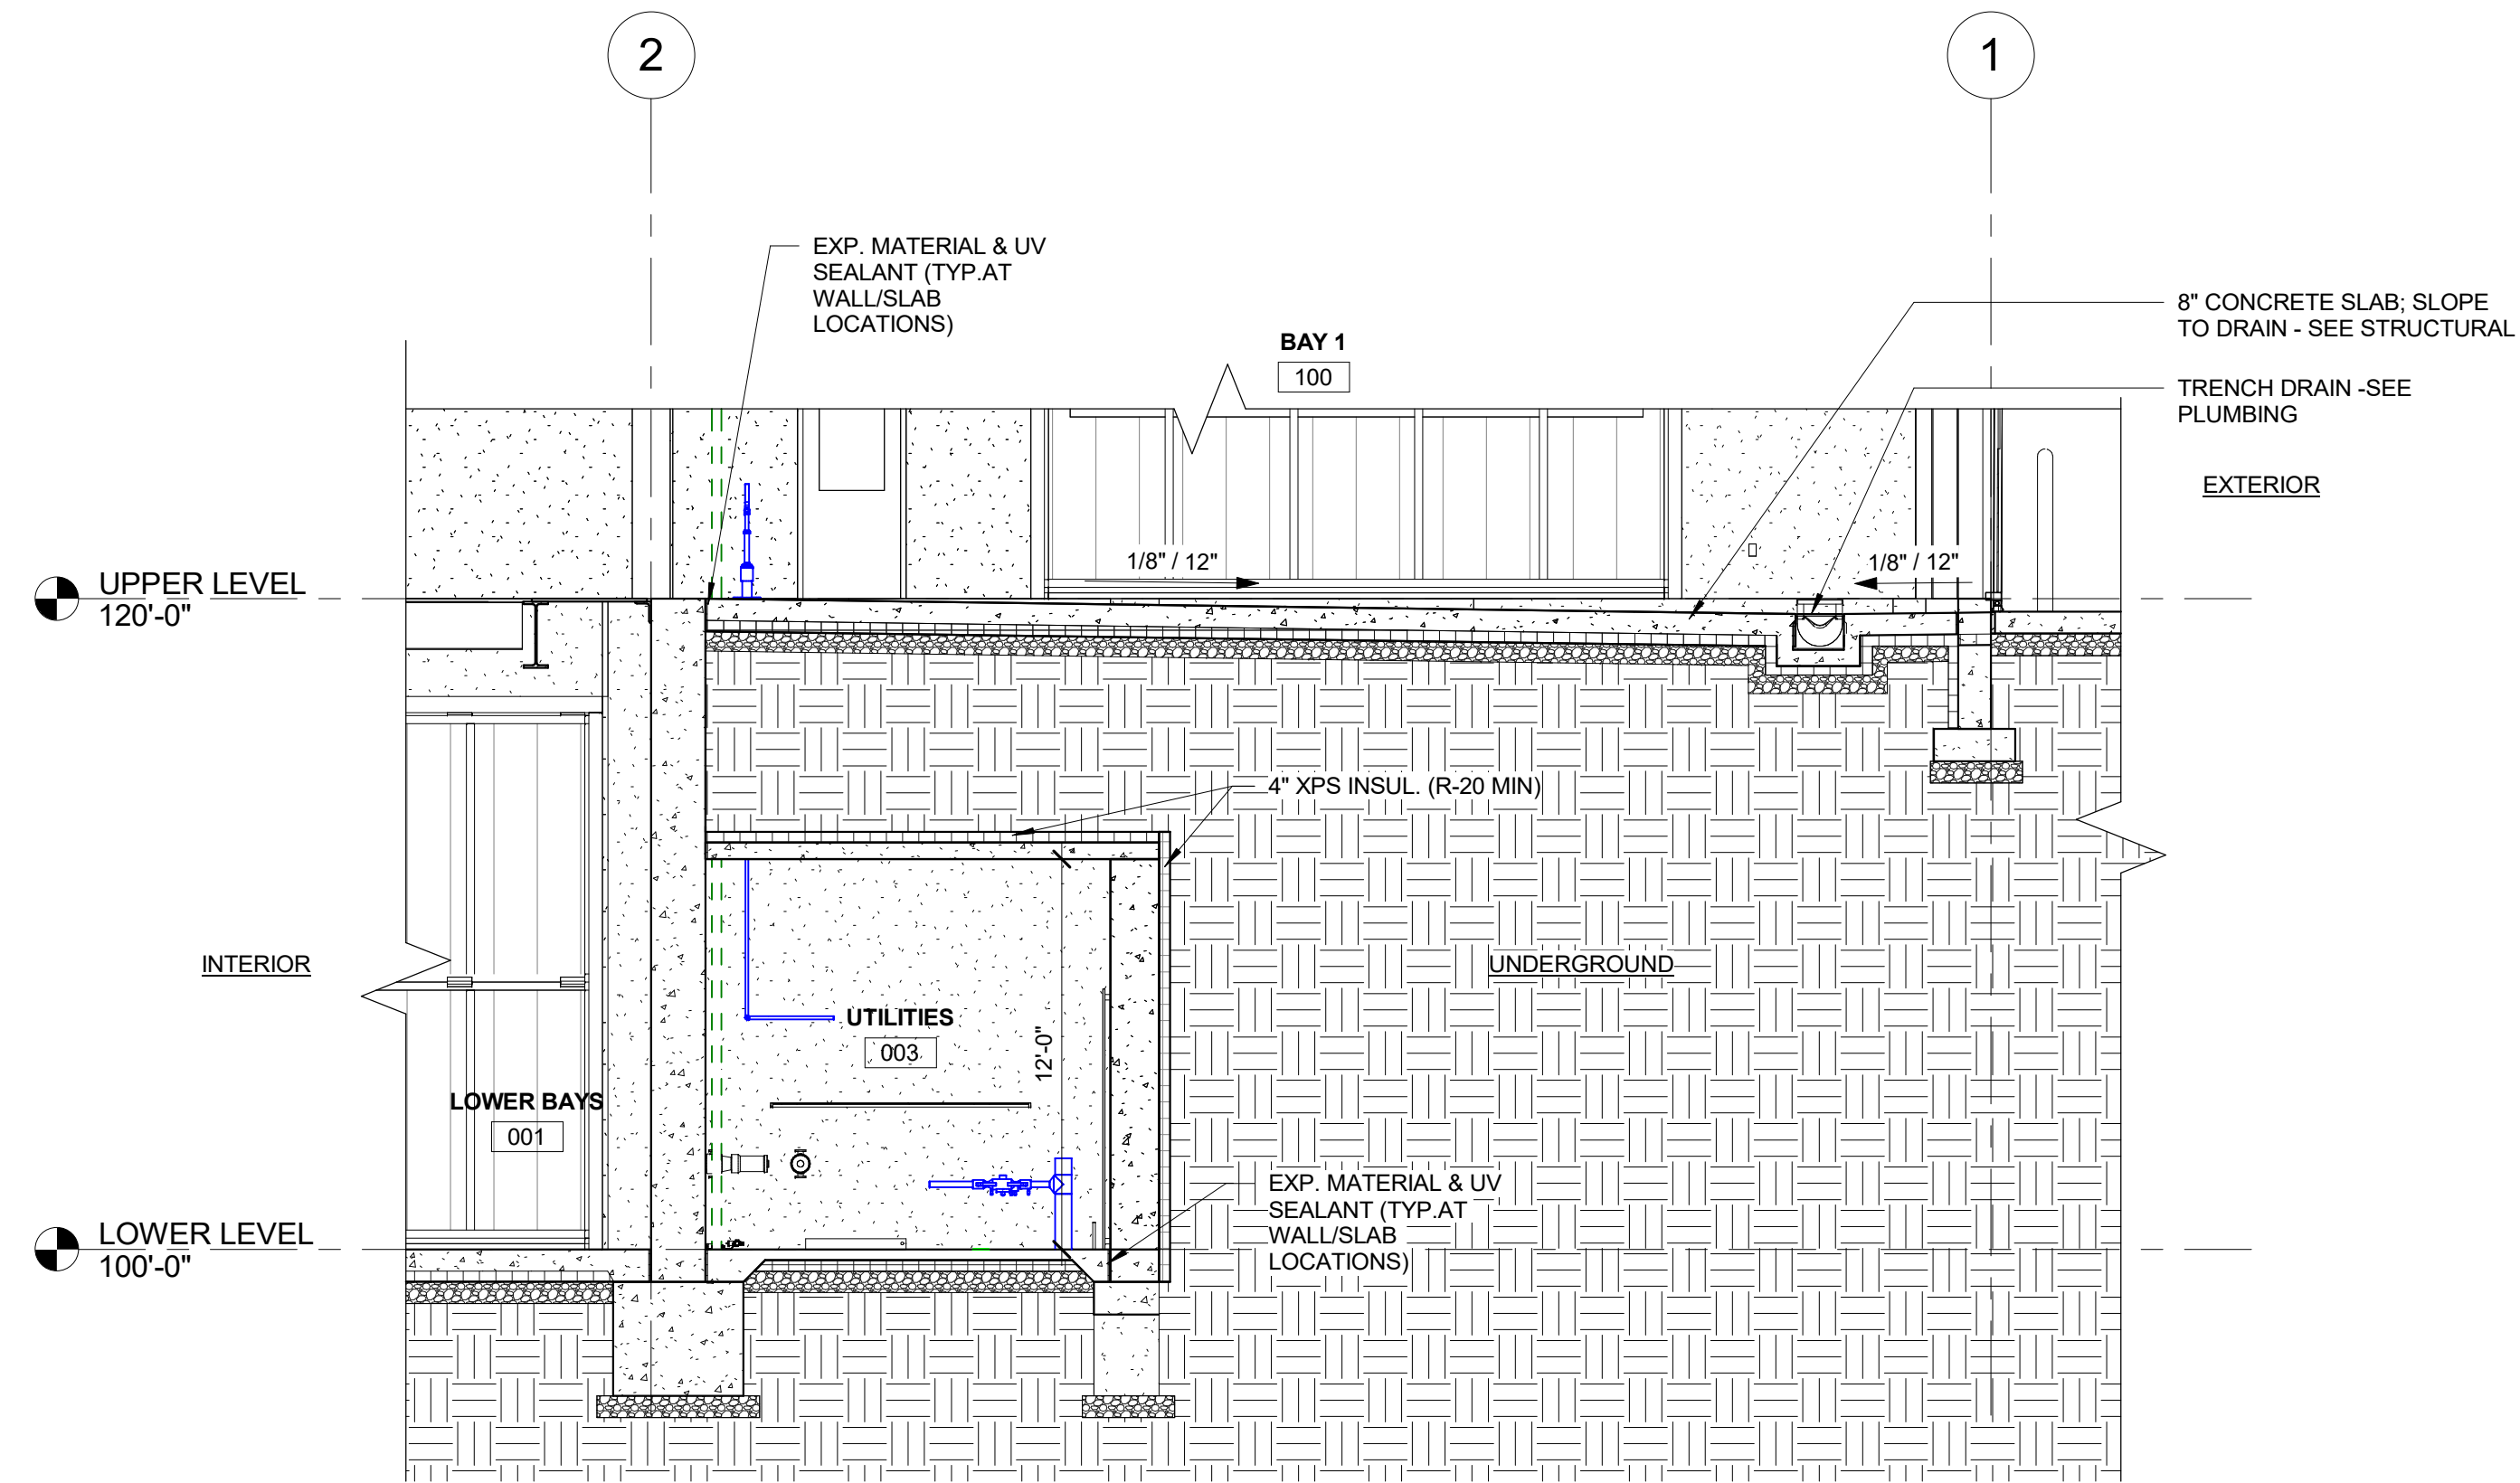 2
1
EXP. MATERIAL & UV
SEALANT (TYP.AT
WALL/SLAB
LOCATIONS)
8" CONCRETE SLAB; SLOPE
TO DRAIN - SEE STRUCTURAL
BAY 1
100
TRENCH DRAIN -SEE
PLUMBING
EXTERIOR
1/8" / 12"
1/8" / 12"
UPPER LEVEL
120'-0"
4" XPS INSUL. (R-20 MIN)
INTERIOR
UNDERGROUND
UTILITIES
003
12'-0"
LOWER BAYS
001
EXP. MATERIAL & UV
SEALANT (TYP.AT
WALL/SLAB
LOCATIONS)
LOWER LEVEL
100'-0"